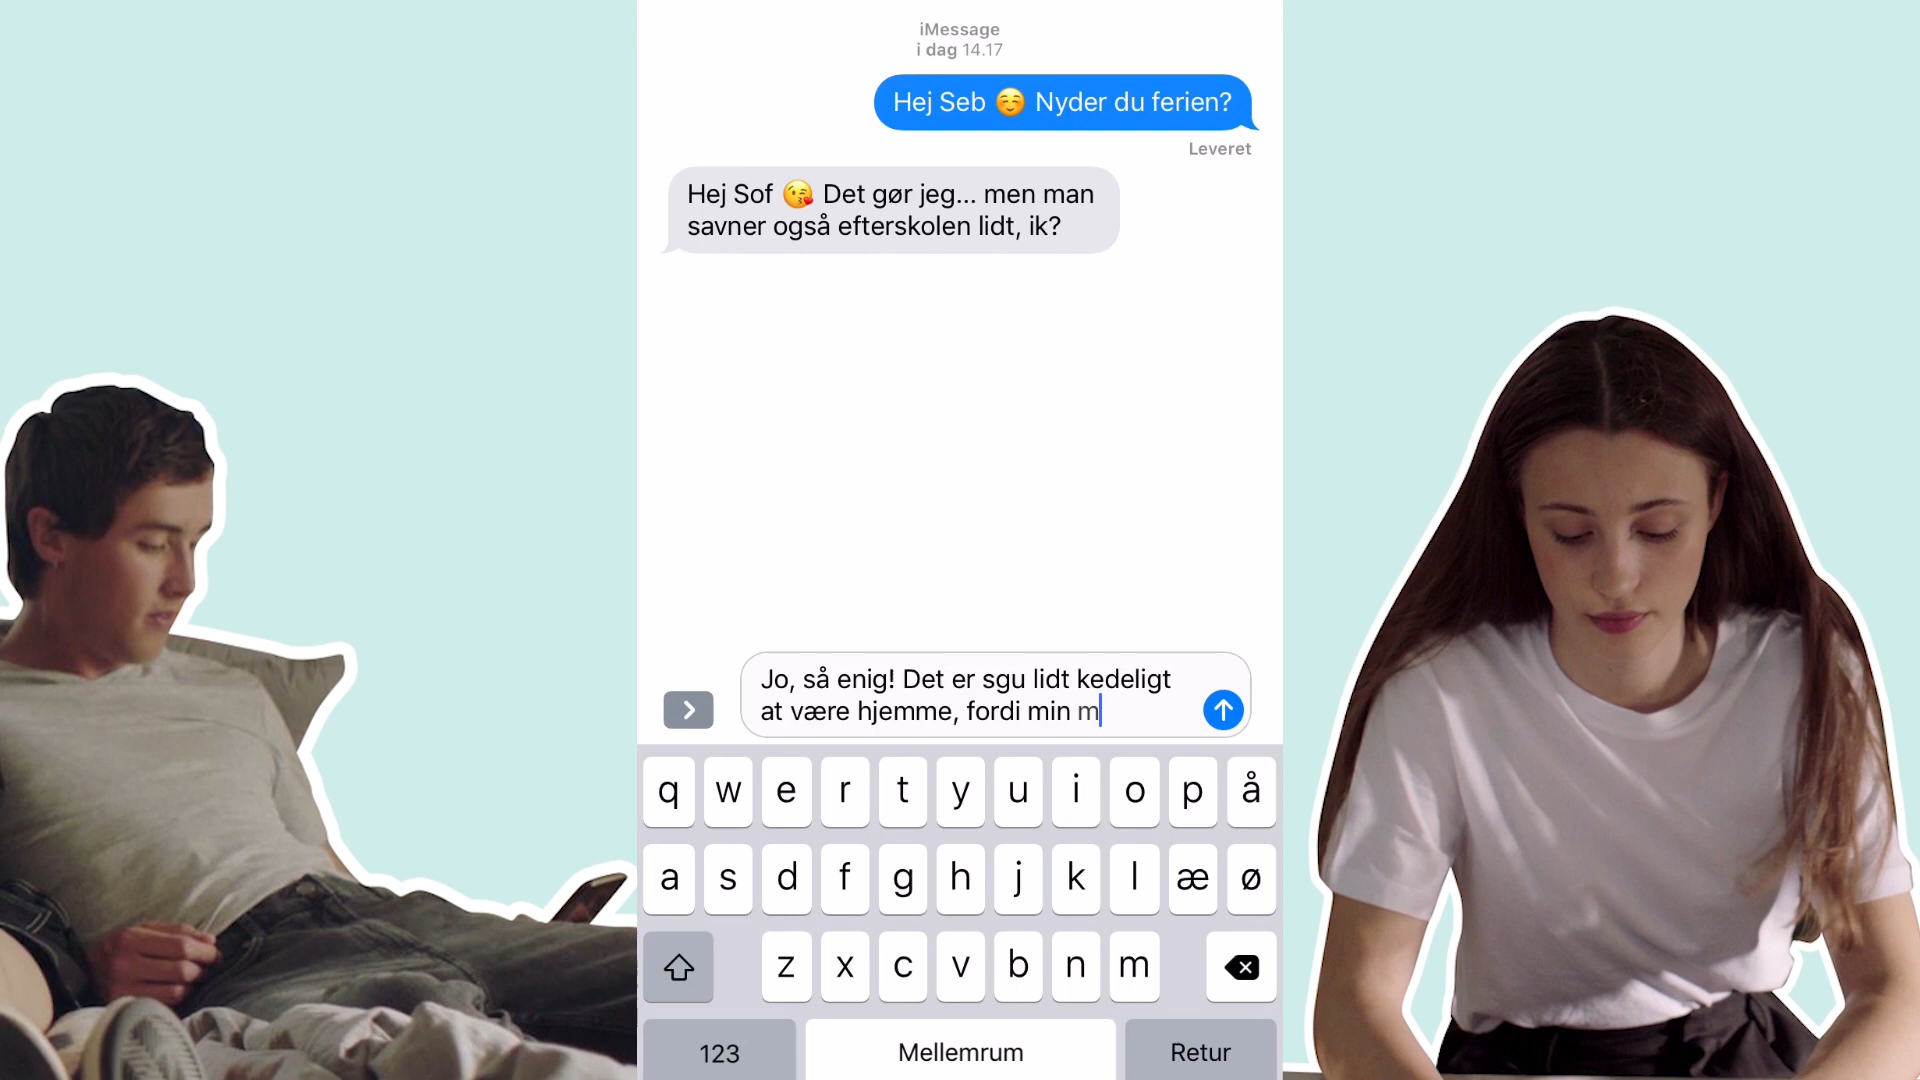 iMessage
i dag 14.17
Hej Seb ☺️ Nyder du ferien?
Leveret
Hej Sof 😘 Det gør jeg... men man
savner også efterskolen lidt, ik?
Jo, så enig! Det er sgu lidt kedeligt
at være hjemme, fordi min m
q w e r t y u i o p å
a s d f g h j k l æ ø
z x c v b n m
123 Mellemrum Retur